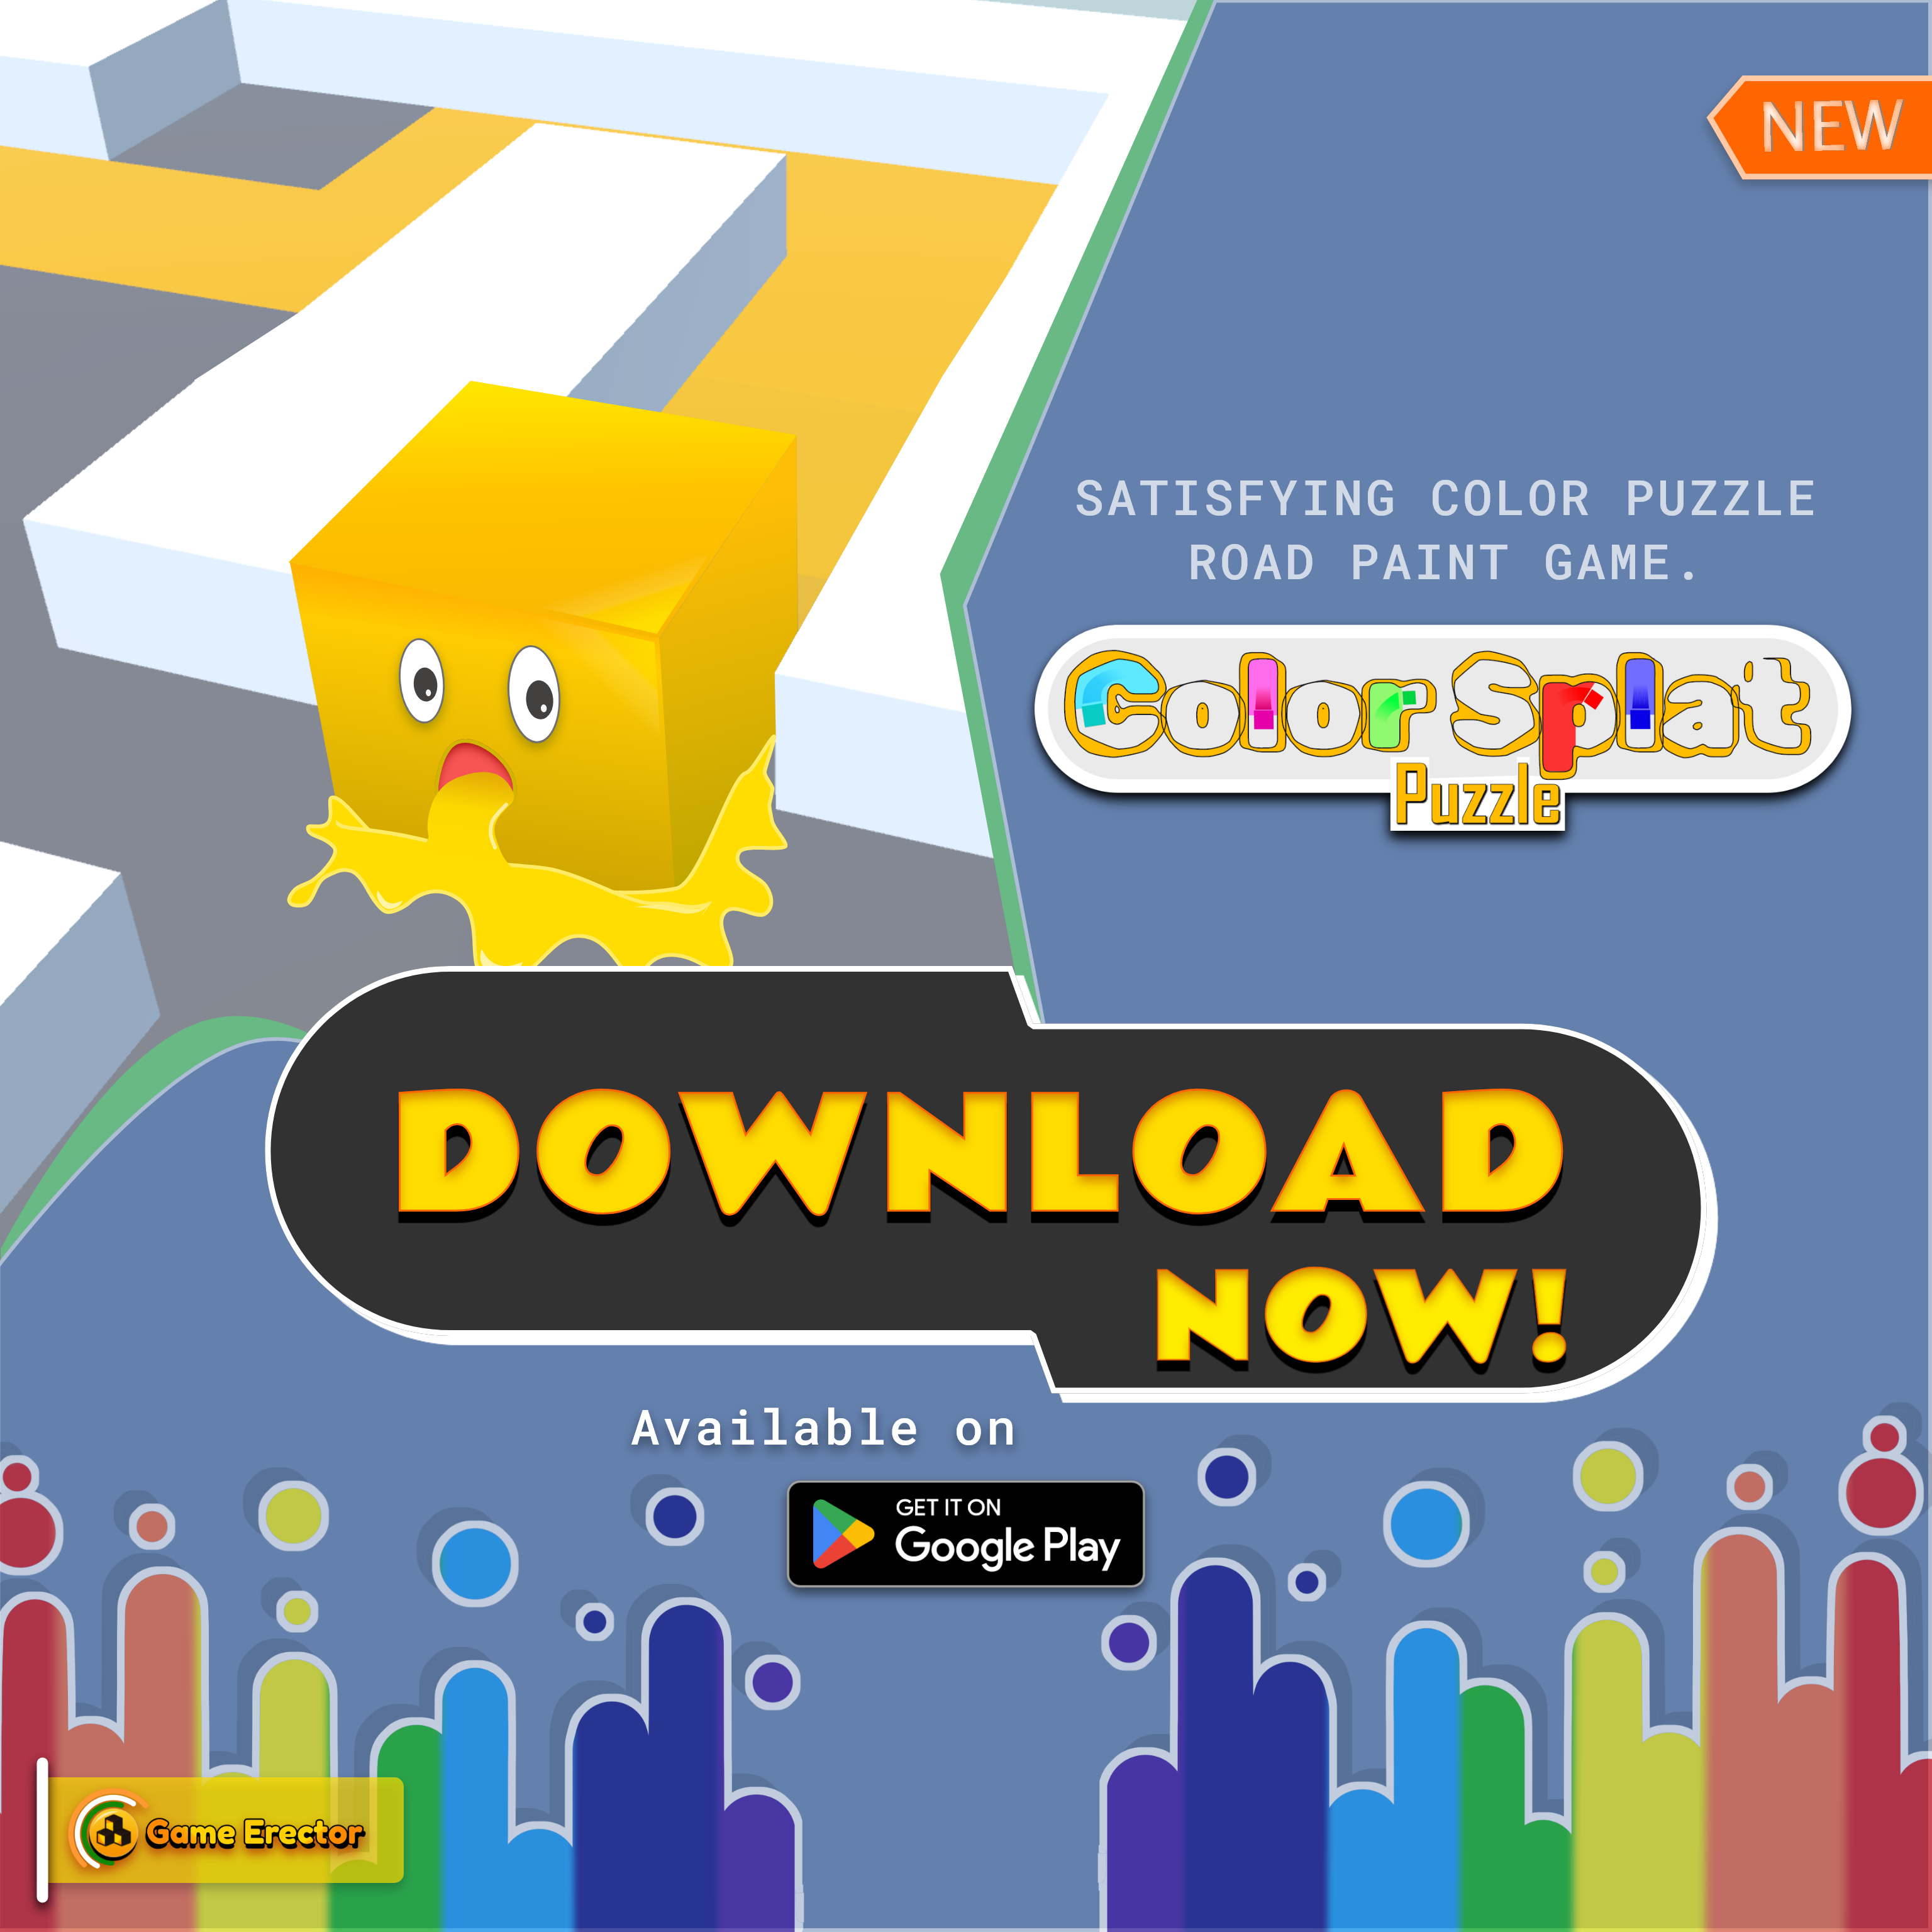 NEW
SATISFYING COLOR PUZZLE
ROAD PAINT GAME.
Color Splat
Puzzle
DOWNLOAD
NOW!
Available on
GET IT ON
Google Play
Game Erector